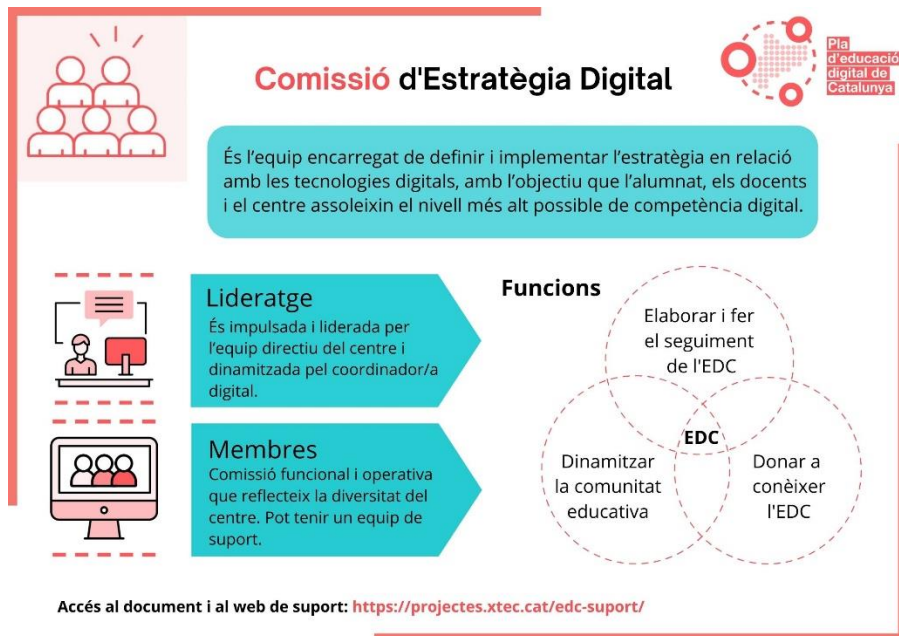 Comissió d'Estratègia Digital
Pla
d'educació
digital de
Catalunya
És l'equip encarregat de definir i implementar l'estratègia en relació
amb les tecnologies digitals, amb l'objectiu que l'alumnat, els docents
i el centre assoleixin el nivell més alt possible de competència digital.
Lideratge
És impulsada i liderada per
l'equip directiu del centre i
dinamitzada pel coordinador/a
digital.
Membres
Comissió funcional i operativa
que reflecteix la diversitat del
centre. Pot tenir un equip de
suport.
Funcions
Elaborar i fer
el seguiment
de l'EDC
EDC
Dinamitzar
la comunitat
educativa
Donar a
conèixer
l'EDC
Accés al document i al web de suport: https://projectes.xtec.cat/edc-suport/